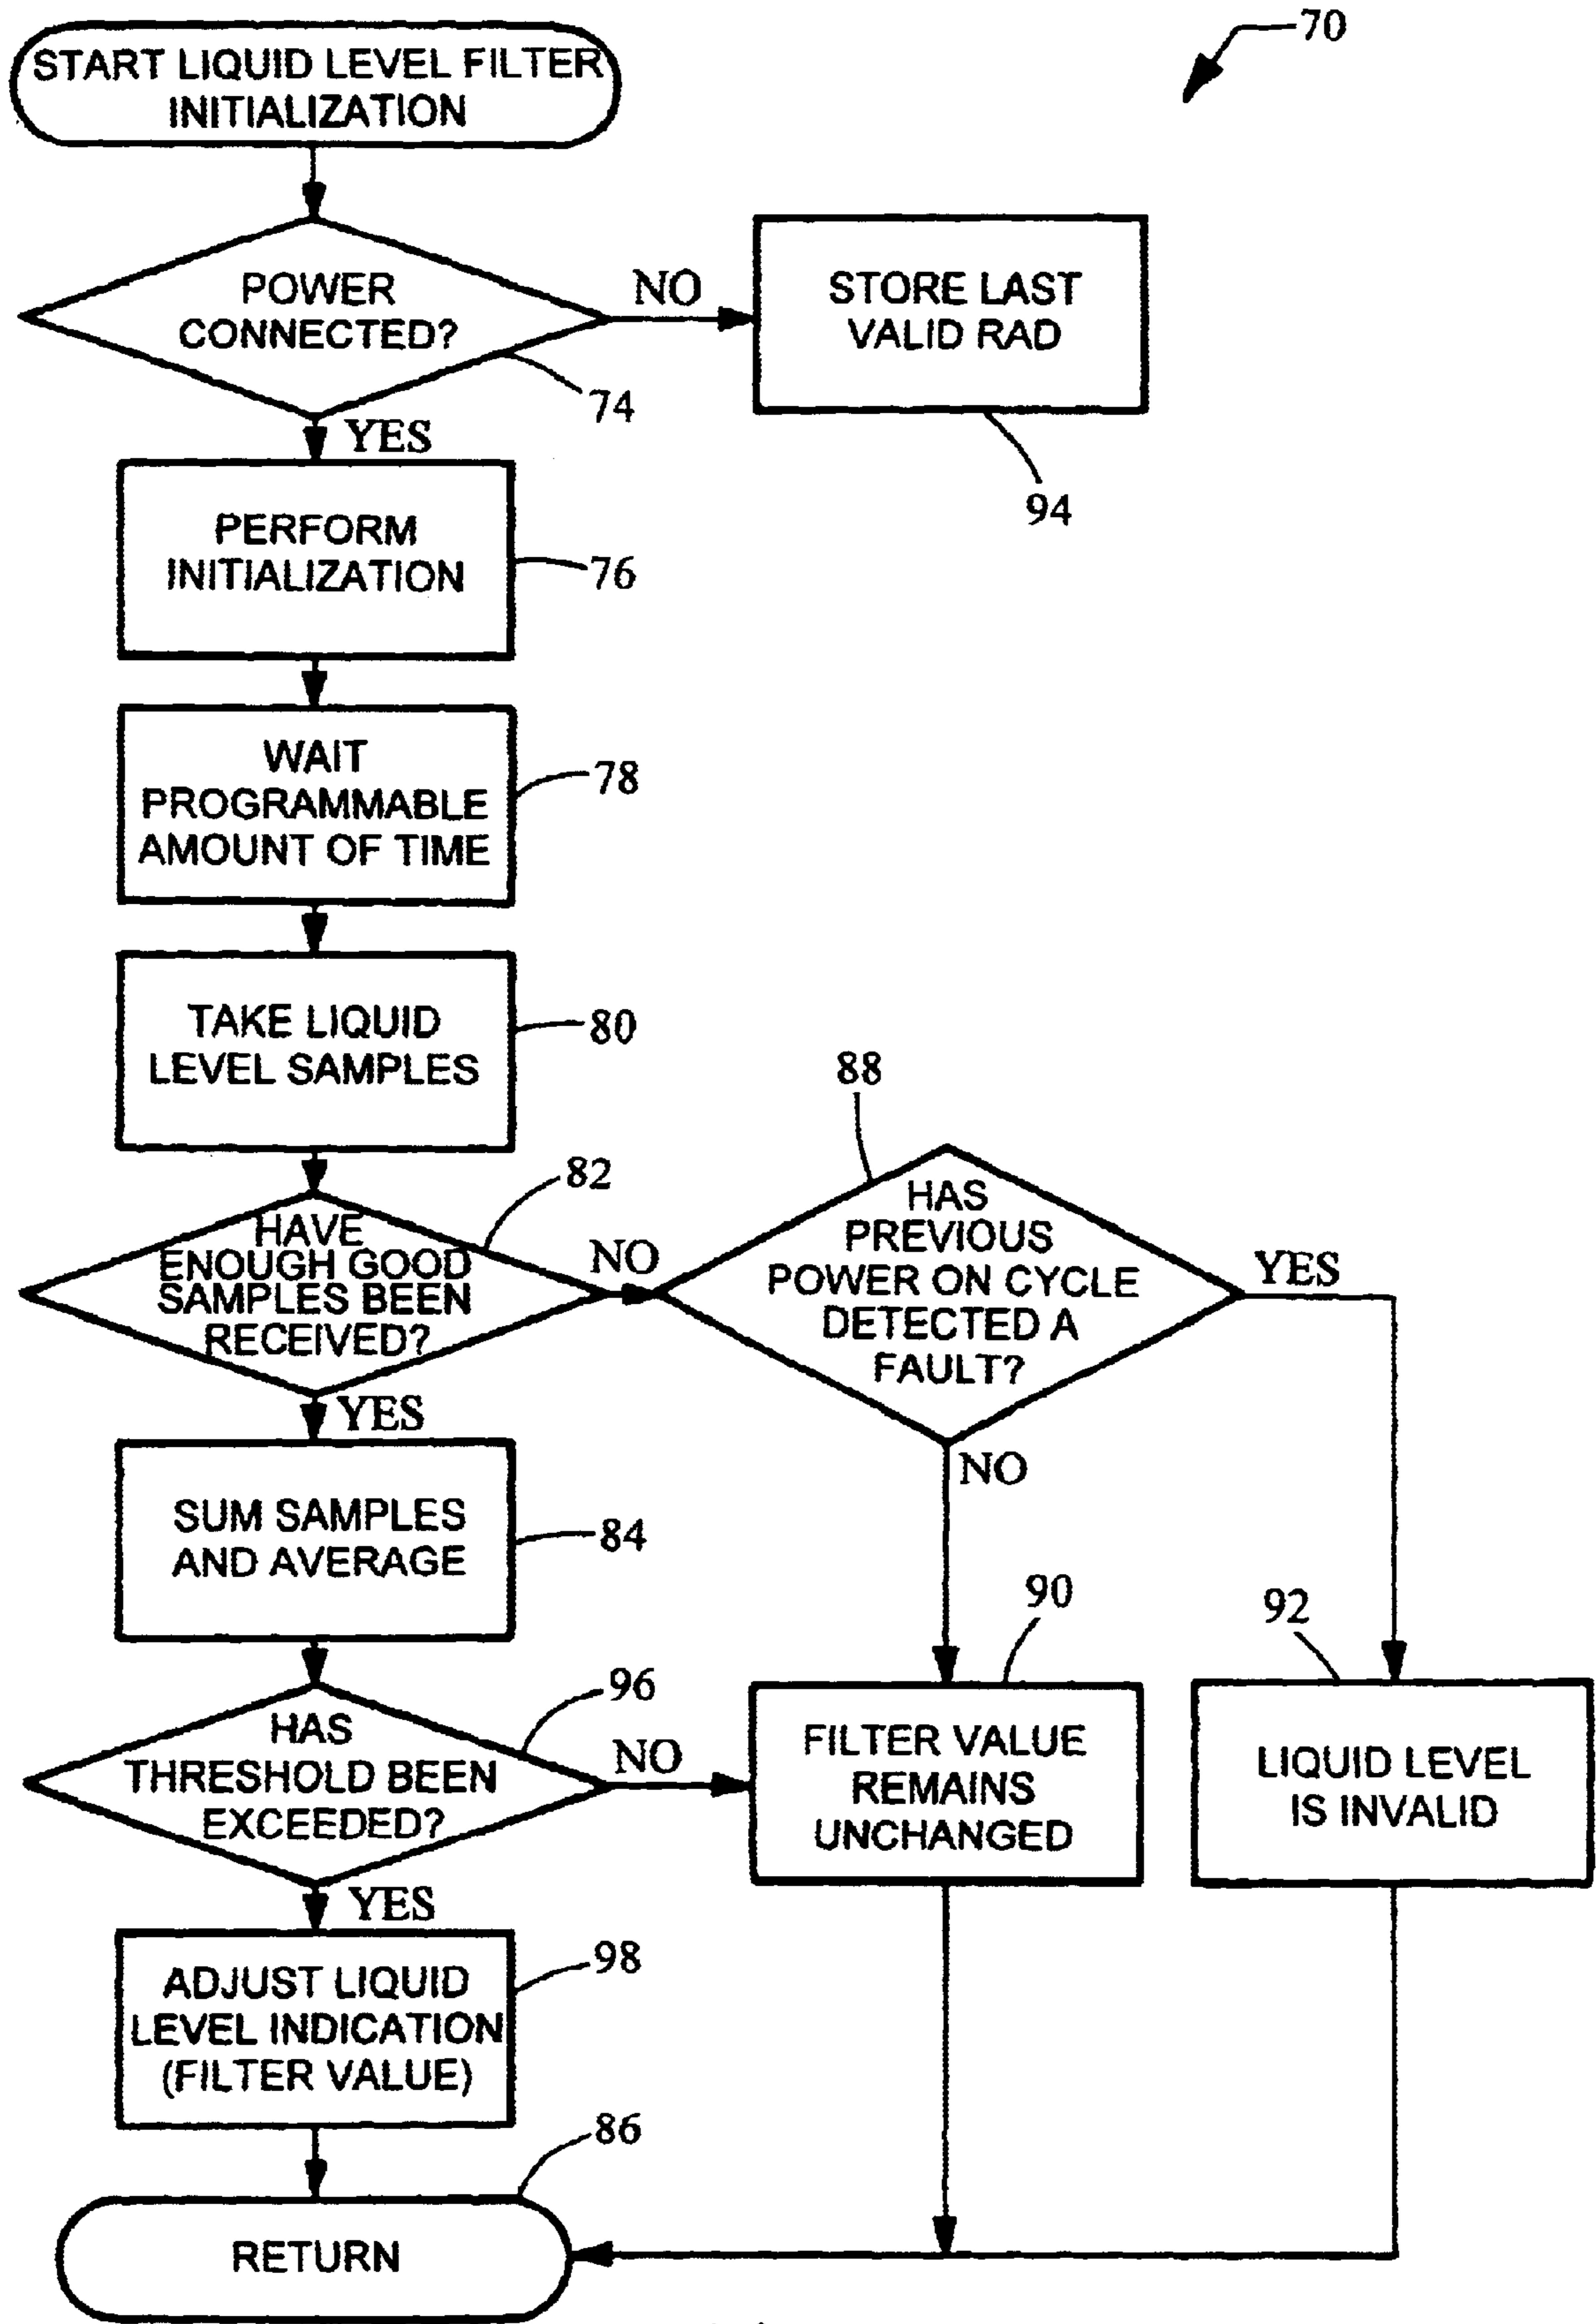 70
START LIQUID LEVEL FILTER
INITIALIZATION
POWER
CONNECTED?
74
NO
STORE LAST
VALID RAD
94
YES
PERFORM
INITIALIZATION
76
WAIT
PROGRAMMABLE
AMOUNT OF TIME
78
TAKE LIQUID
LEVEL SAMPLES
80
82
HAVE
ENOUGH GOOD
SAMPLES BEEN
RECEIVED?
NO
88
HAS
PREVIOUS
POWER ON CYCLE
DETECTED A
FAULT?
YES
YES
NO
SUM SAMPLES
AND AVERAGE
84
96
HAS
THRESHOLD BEEN
EXCEEDED?
NO
90
FILTER VALUE
REMAINS
UNCHANGED
92
LIQUID LEVEL
IS INVALID
YES
ADJUST LIQUID
LEVEL INDICATION
(FILTER VALUE)
98
86
RETURN